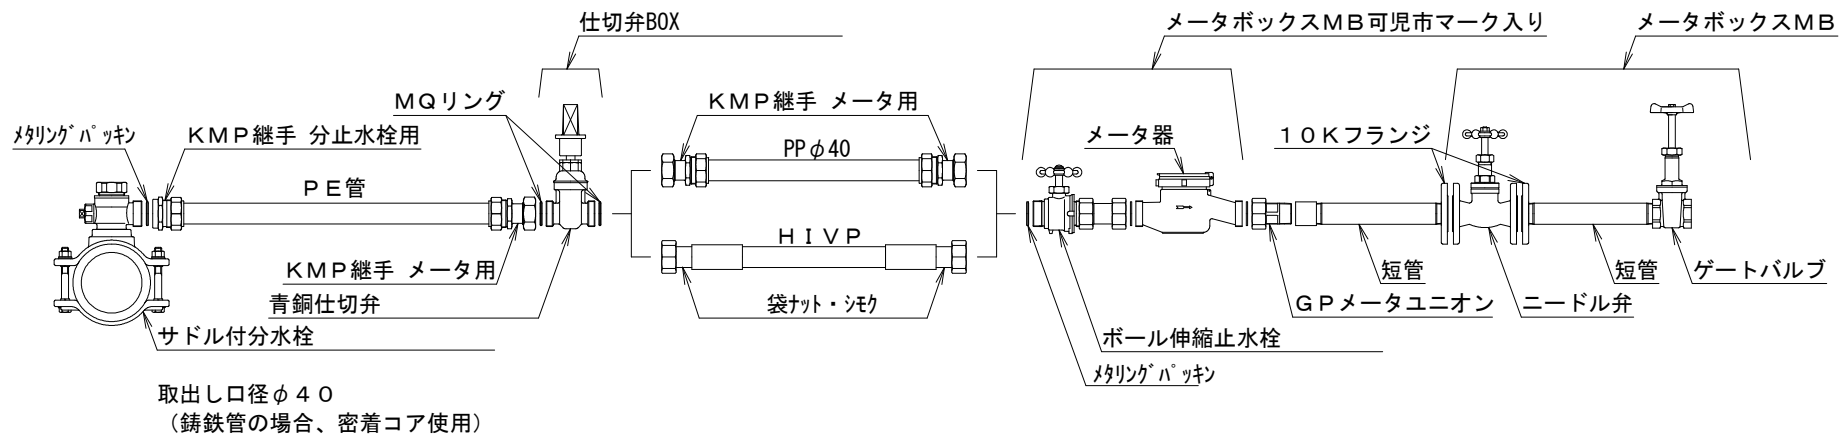 仕切弁BOX
メータボックスＭＢ可児市マーク入り
メータボックスＭＢ
ＭＱリング
ＫＭＰ継手 メータ用
ﾒﾀﾘﾝｸﾞﾊﾟｯｷﾝ
ＫＭＰ継手 分止水栓用
メータ器
１０Ｋフランジ
PPφ40
ＰＥ管
ＨＩＶＰ
ＫＭＰ継手 メータ用
短管
短管
ゲートバルブ
青銅仕切弁
袋ﾅｯﾄ・ｼﾓｸ
ＧＰメータユニオン
ニードル弁
サドル付分水栓
ボール伸縮止水栓
ﾒﾀﾘﾝｸﾞﾊﾟｯｷﾝ
取出し口径φ４０
（鋳鉄管の場合、密着コア使用）